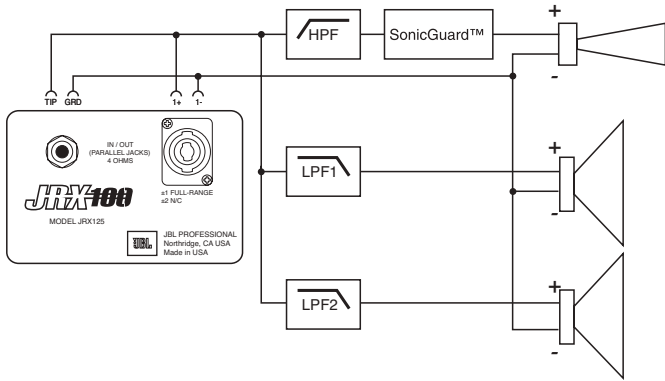 +
HPF
SonicGuard™
-
TIP GRD 1+ 1-
IN / OUT
(PARALLEL JACKS)
4 OHMS
±1 FULL-RANGE
±2 N/C
JRX100
MODEL JRX125
JBL
JBL PROFESSIONAL
Northridge, CA USA
Made in USA
+
LPF1
-
+
LPF2
-